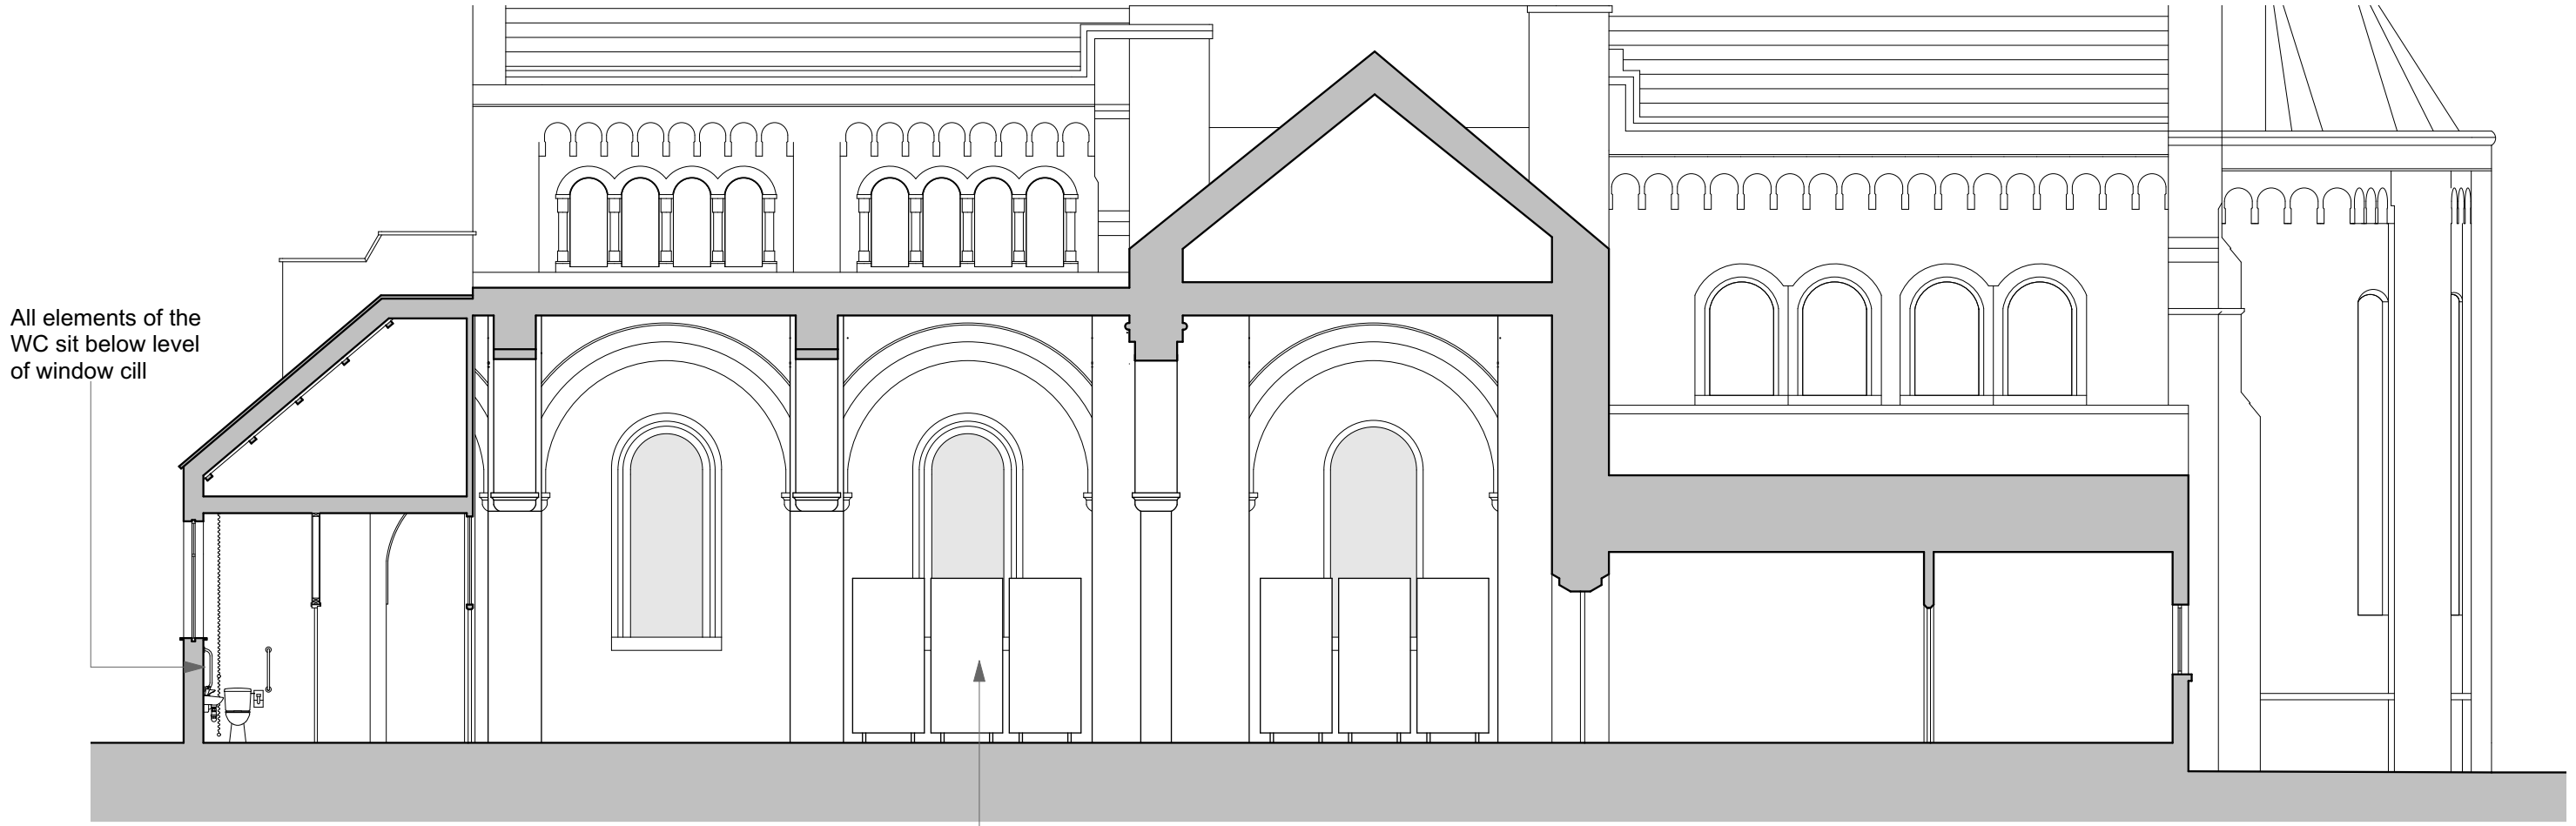 All elements of the
WC sit below level
of window cill